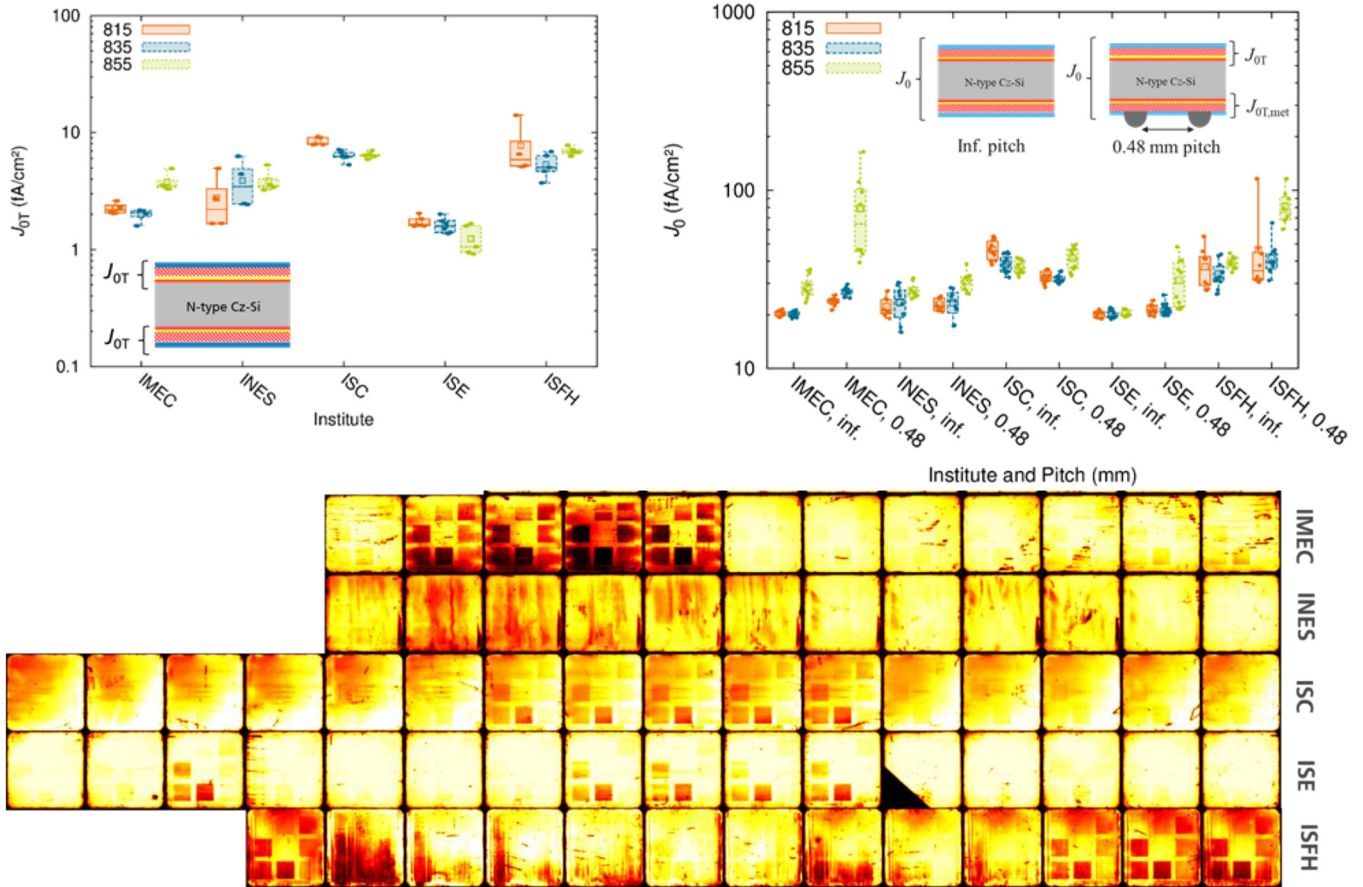 100
10
1
0.1
J0T (fA/cm²)
815
835
855
J0T
N-type Cz-Si
J0T
IMEC
INES
ISC
ISE
ISFH
Institute
1000
100
10
J0 (fA/cm²)
815
835
855
J0
N-type Cz-Si
Inf. pitch
J0
N-type Cz-Si
J0T
J0T,met
0.48 mm pitch
IMEC, inf.
IMEC, 0.48
INES, inf.
INES, 0.48
ISC, inf.
ISC, 0.48
ISE, inf.
ISE, 0.48
ISFH, inf.
ISFH, 0.48
Institute and Pitch (mm)
IMEC
INES
ISC
ISE
ISFH